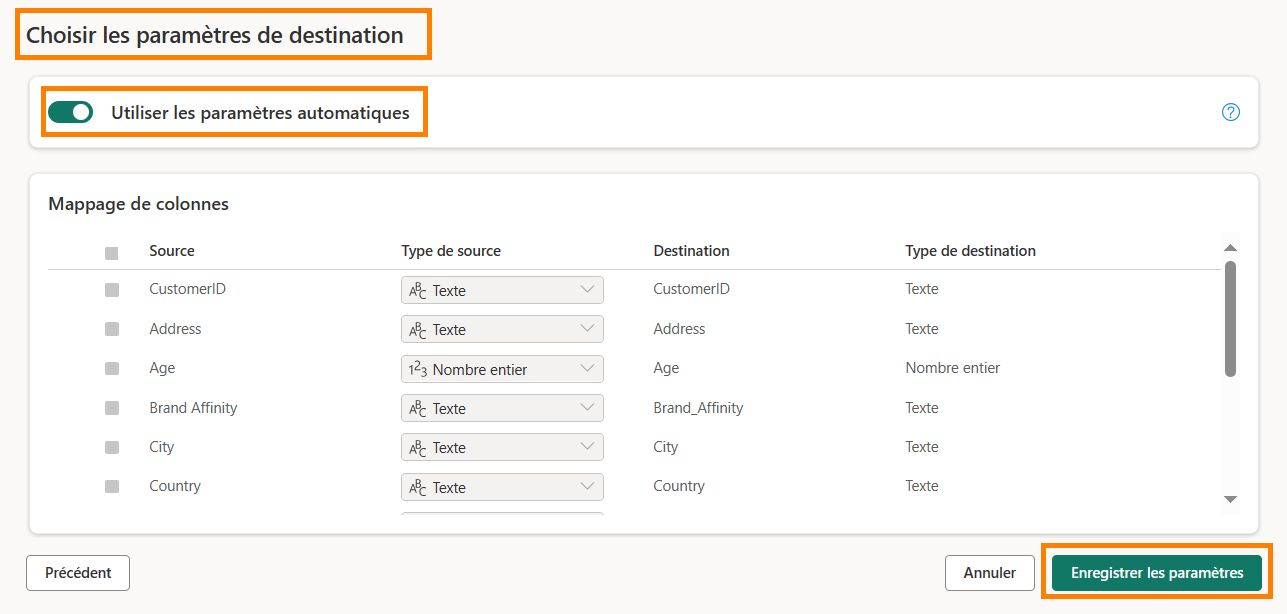 Choisir les paramètres de destination
Utiliser les paramètres automatiques
?
Mappage de colonnes
Source Type de source Destination Type de destination
CustomerID ABC Texte CustomerID Texte
Address ABC Texte Address Texte
Age 123 Nombre entier Age Nombre entier
Brand Affinity ABC Texte Brand_Affinity Texte
City ABC Texte City Texte
Country ABC Texte Country Texte
Précédent Annuler Enregistrer les paramètres